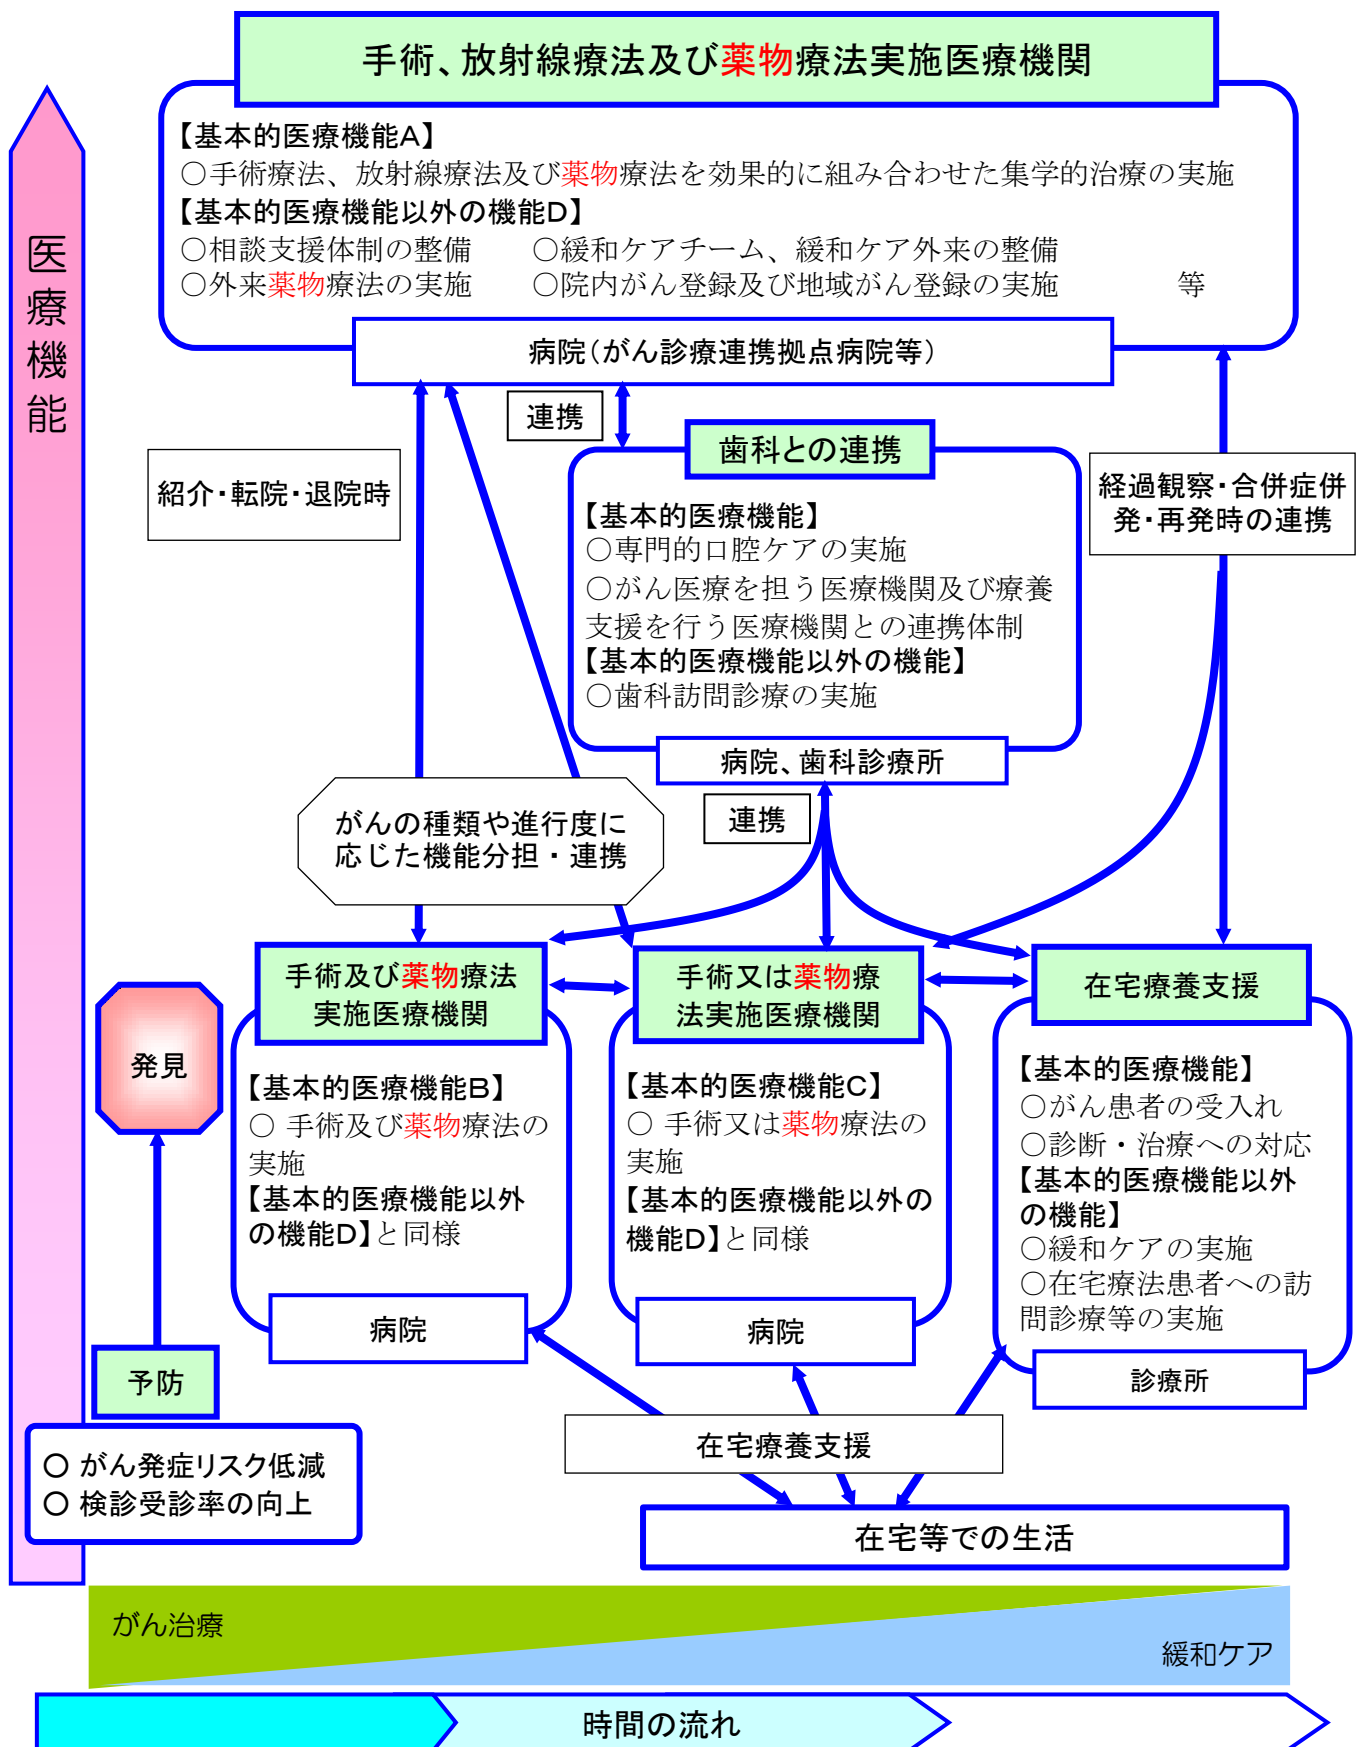 手術、放射線療法及び薬物療法実施医療機関
【基本的医療機能A】
○手術療法、放射線療法及び薬物療法を効果的に組み合わせた集学的治療の実施
【基本的医療機能以外の機能D】
○相談支援体制の整備　　○緩和ケアチーム、緩和ケア外来の整備
○外来薬物療法の実施　　○院内がん登録及び地域がん登録の実施　　　　等
病院（がん診療連携拠点病院等）
医療機能
連携
紹介・転院・退院時
歯科との連携
【基本的医療機能】
○専門的口腔ケアの実施
○がん医療を担う医療機関及び療養
支援を行う医療機関との連携体制
【基本的医療機能以外の機能】
○歯科訪問診療の実施
病院、歯科診療所
経過観察・合併症併
発・再発時の連携
連携
がんの種類や進行度に
応じた機能分担・連携
手術及び薬物療法
実施医療機関
【基本的医療機能B】
○ 手術及び薬物療法の
実施
【基本的医療機能以外
の機能D】と同様
病院
手術又は薬物療
法実施医療機関
【基本的医療機能C】
○ 手術又は薬物療法の
実施
【基本的医療機能以外の
機能D】と同様
病院
在宅療養支援
【基本的医療機能】
○がん患者の受入れ
○診断・治療への対応
【基本的医療機能以外
の機能】
○緩和ケアの実施
○在宅療法患者への訪
問診療等の実施
診療所
発見
予防
○ がん発症リスク低減
○ 検診受診率の向上
在宅療養支援
在宅等での生活
がん治療
緩和ケア
時間の流れ